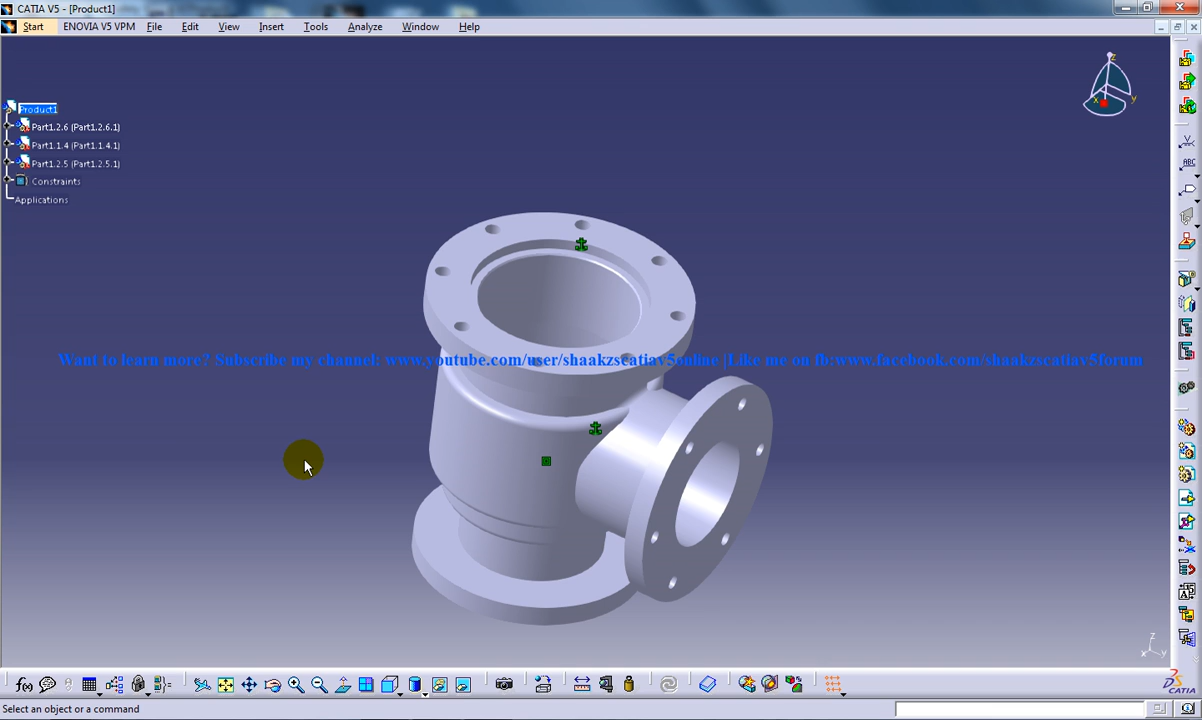 CATIA V5 - [Product1]
Start ENOVIA V5 VPM File Edit View Insert Tools Analyze Window Help
z
x y
Product1
Part1.2.6 (Part1.2.6.1)
Part1.1.4 (Part1.1.4.1)
Part1.2.5 (Part1.2.5.1)
Constraints
Applications
ABC
Want to learn more? Subscribe my channel: www.youtube.com/user/shaakzscatiav5online |Like me on fb:www.facebook.com/shaakzscatiav5forum
z
x y
f(x)
CATIA
Select an object or a command